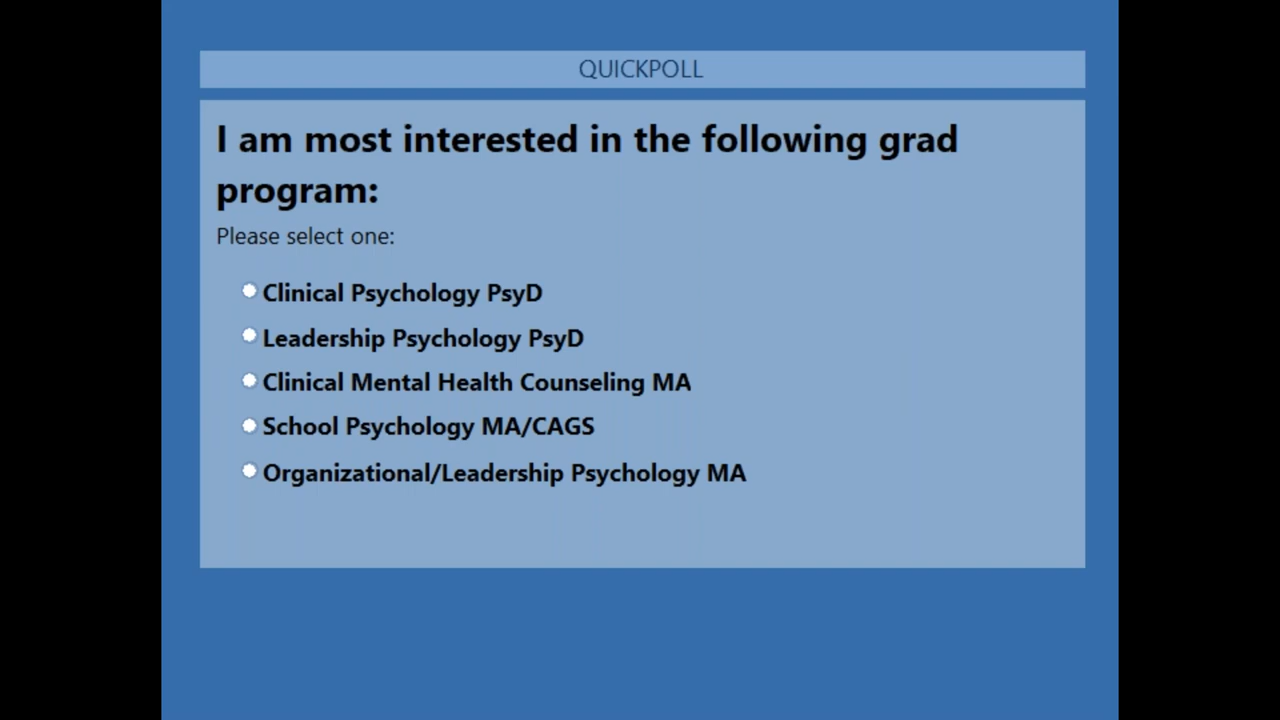 QUICKPOLL
I am most interested in the following grad
program:
Please select one:
Clinical Psychology PsyD
Leadership Psychology PsyD
Clinical Mental Health Counseling MA
School Psychology MA/CAGS
Organizational/Leadership Psychology MA